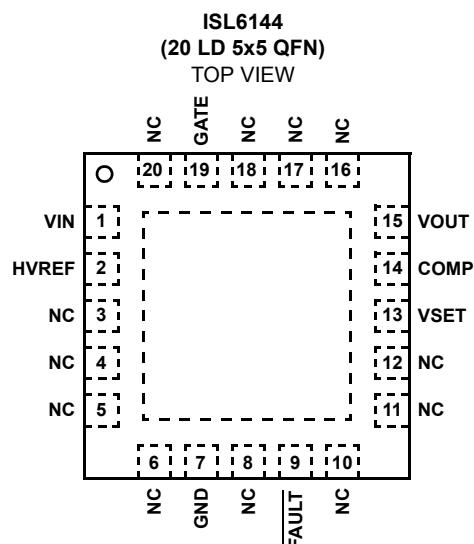 ISL6144
(20 LD 5x5 QFN)
TOP VIEW
NC GATE NC NC NC
20 19 18 17 16
VIN 1 15 VOUT
HVREF 2 14 COMP
NC 3 13 VSET
NC 4 12 NC
NC 5 11 NC
6 7 8 9 10
NC GND NC FAULT NC